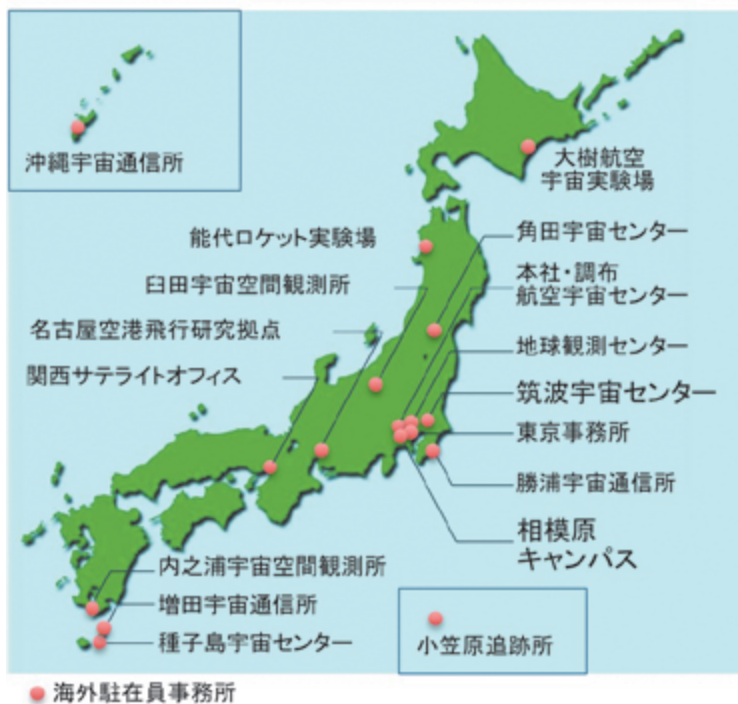 沖縄宇宙通信所
大樹航空
宇宙実験場
能代ロケット実験場
角田宇宙センター
臼田宇宙空間観測所
本社・調布
航空宇宙センター
名古屋空港飛行研究拠点
地球観測センター
関西サテライトオフィス
筑波宇宙センター
東京事務所
勝浦宇宙通信所
相模原
キャンパス
内之浦宇宙空間観測所
増田宇宙通信所
種子島宇宙センター
小笠原追跡所
海外駐在員事務所